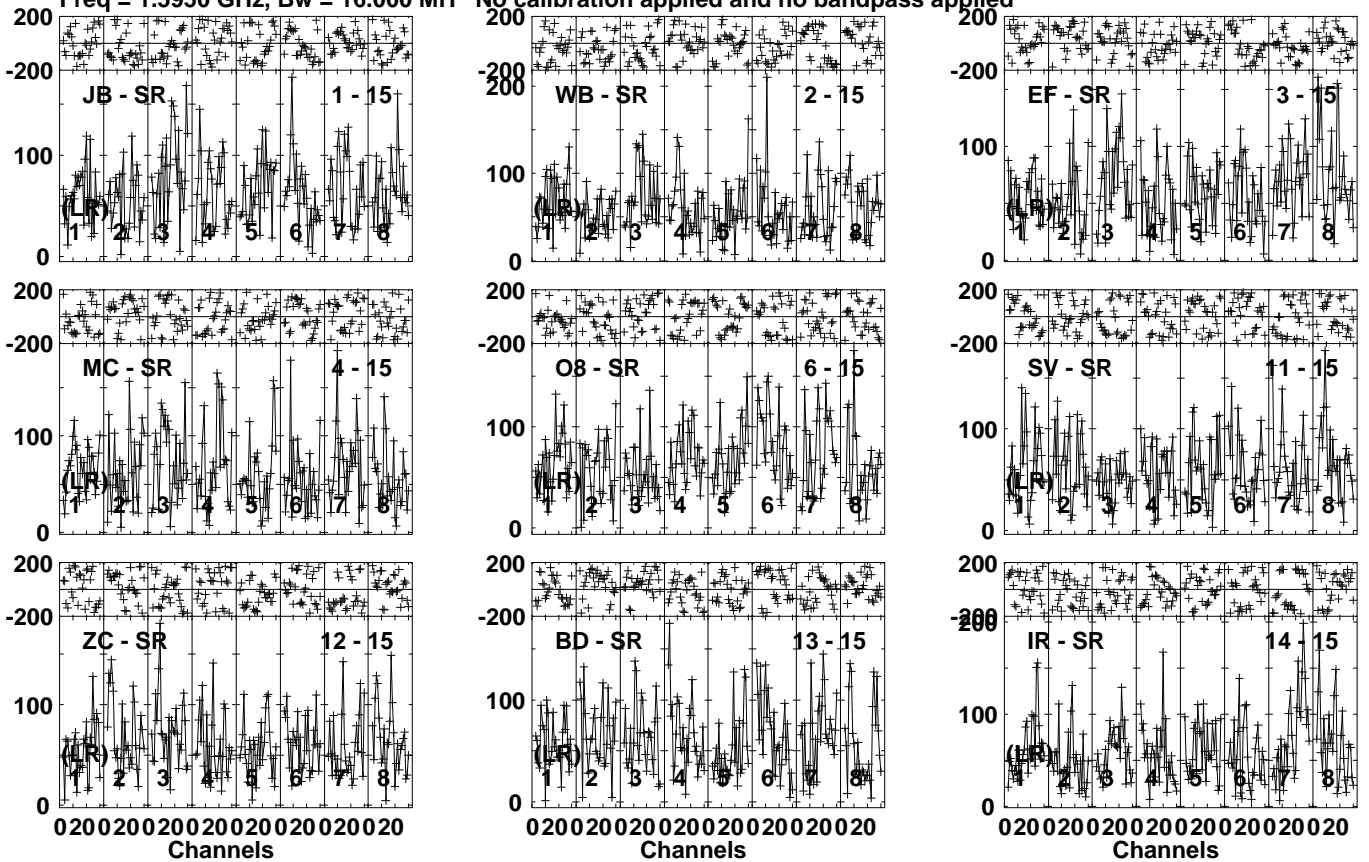 Freq = 1.5950 GHz, Bw = 16.000 MH No calibration applied and no bandpass applied
200
-200
JB - SR 1 - 15
100
(LR)
1 2 3 4 5 6 7 8
0
200
-200
200
WB - SR 2 - 15
100
(LR)
1 2 3 4 5 6 7 8
0
200
-200
EF - SR 3 - 15
100
(LR)
1 2 3 4 5 6 7 8
0
200
-200
MC - SR 4 - 15
100
(LR)
1 2 3 4 5 6 7 8
0
200
-200
O8 - SR 6 - 15
100
(LR)
1 2 3 4 5 6 7 8
0
200
-200
SV - SR 11 - 15
100
(LR)
1 2 3 4 5 6 7 8
0
200
-200
ZC - SR 12 - 15
100
(LR)
1 2 3 4 5 6 7 8
0
0 20 0 20 0 20 0 20 0 20 0 20 0 20 0 20
Channels
200
-200
BD - SR 13 - 15
100
(LR)
1 2 3 4 5 6 7 8
0
0 20 0 20 0 20 0 20 0 20 0 20 0 20 0 20
Channels
200
-200
200
IR - SR 14 - 15
100
(LR)
1 2 3 4 5 6 7 8
0
0 20 0 20 0 20 0 20 0 20 0 20 0 20 0 20
Channels